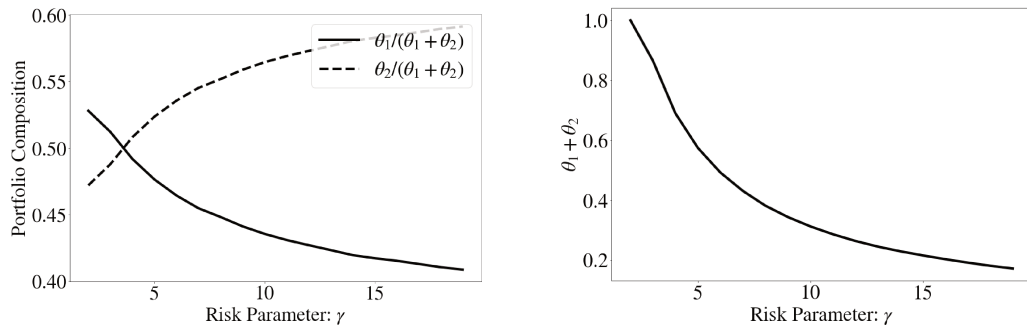 0.60
0.55
0.50
0.45
0.40
Portfolio Composition
θ₁/(θ₁ + θ₂)
θ₂/(θ₁ + θ₂)
5 10 15
Risk Parameter: γ
1.0
0.8
0.6
0.4
0.2
θ₁ + θ₂
5 10 15
Risk Parameter: γ